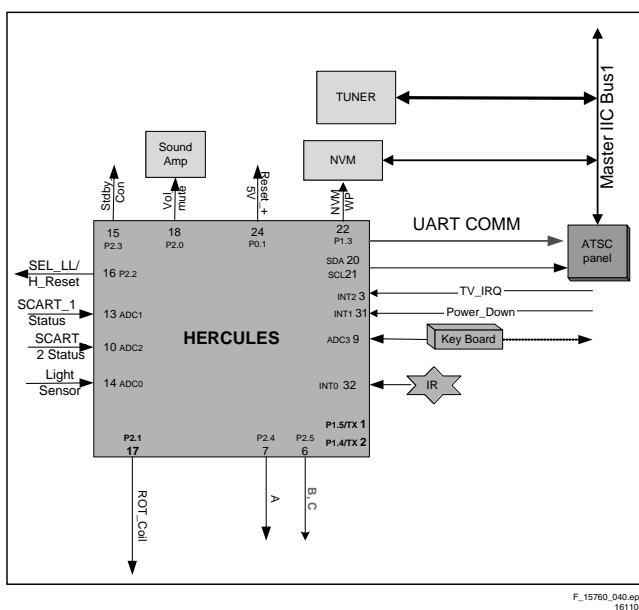 Master IIC Bus1
TUNER
Sound
Amp
NVM
Stdby
Con
Vol
mute
Reset_+
5V
NVM
WP
UART COMM
ATSC
panel
15
P2.3
18
P2.0
24
P0.1
22
P1.3
SEL_LL/
H_Reset
16 P2.2
SDA 20
SCL21
SCART_1
Status
13 ADC1
INT2 3
TV_IRQ
INT1 31
Power_Down
SCART
2 Status
10 ADC2
HERCULES
ADC3 9
Key Board
Light
Sensor
14 ADC0
INT0 32
IR
P1.5/TX 1
P1.4/TX 2
P2.1
17
P2.4
7
P2.5
6
ROT_Coil
A
B,C
F_15760_040.ep
16110